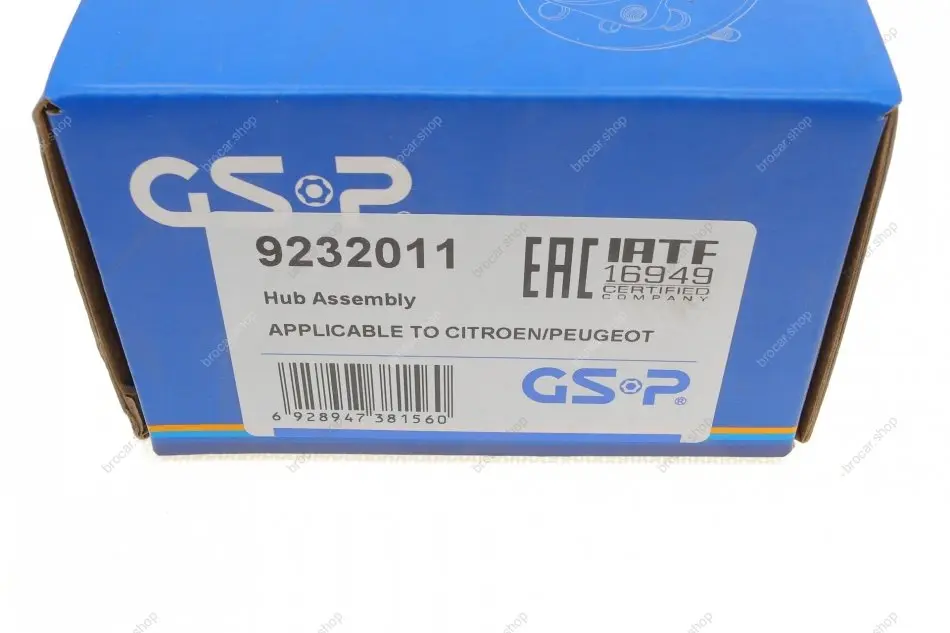 GSP
9232011
EAC
IATF
16949
CERTIFIED
COMPANY
Hub Assembly
APPLICABLE TO CITROEN/PEUGEOT
6 928947 381560
GSP®
brocar.shop